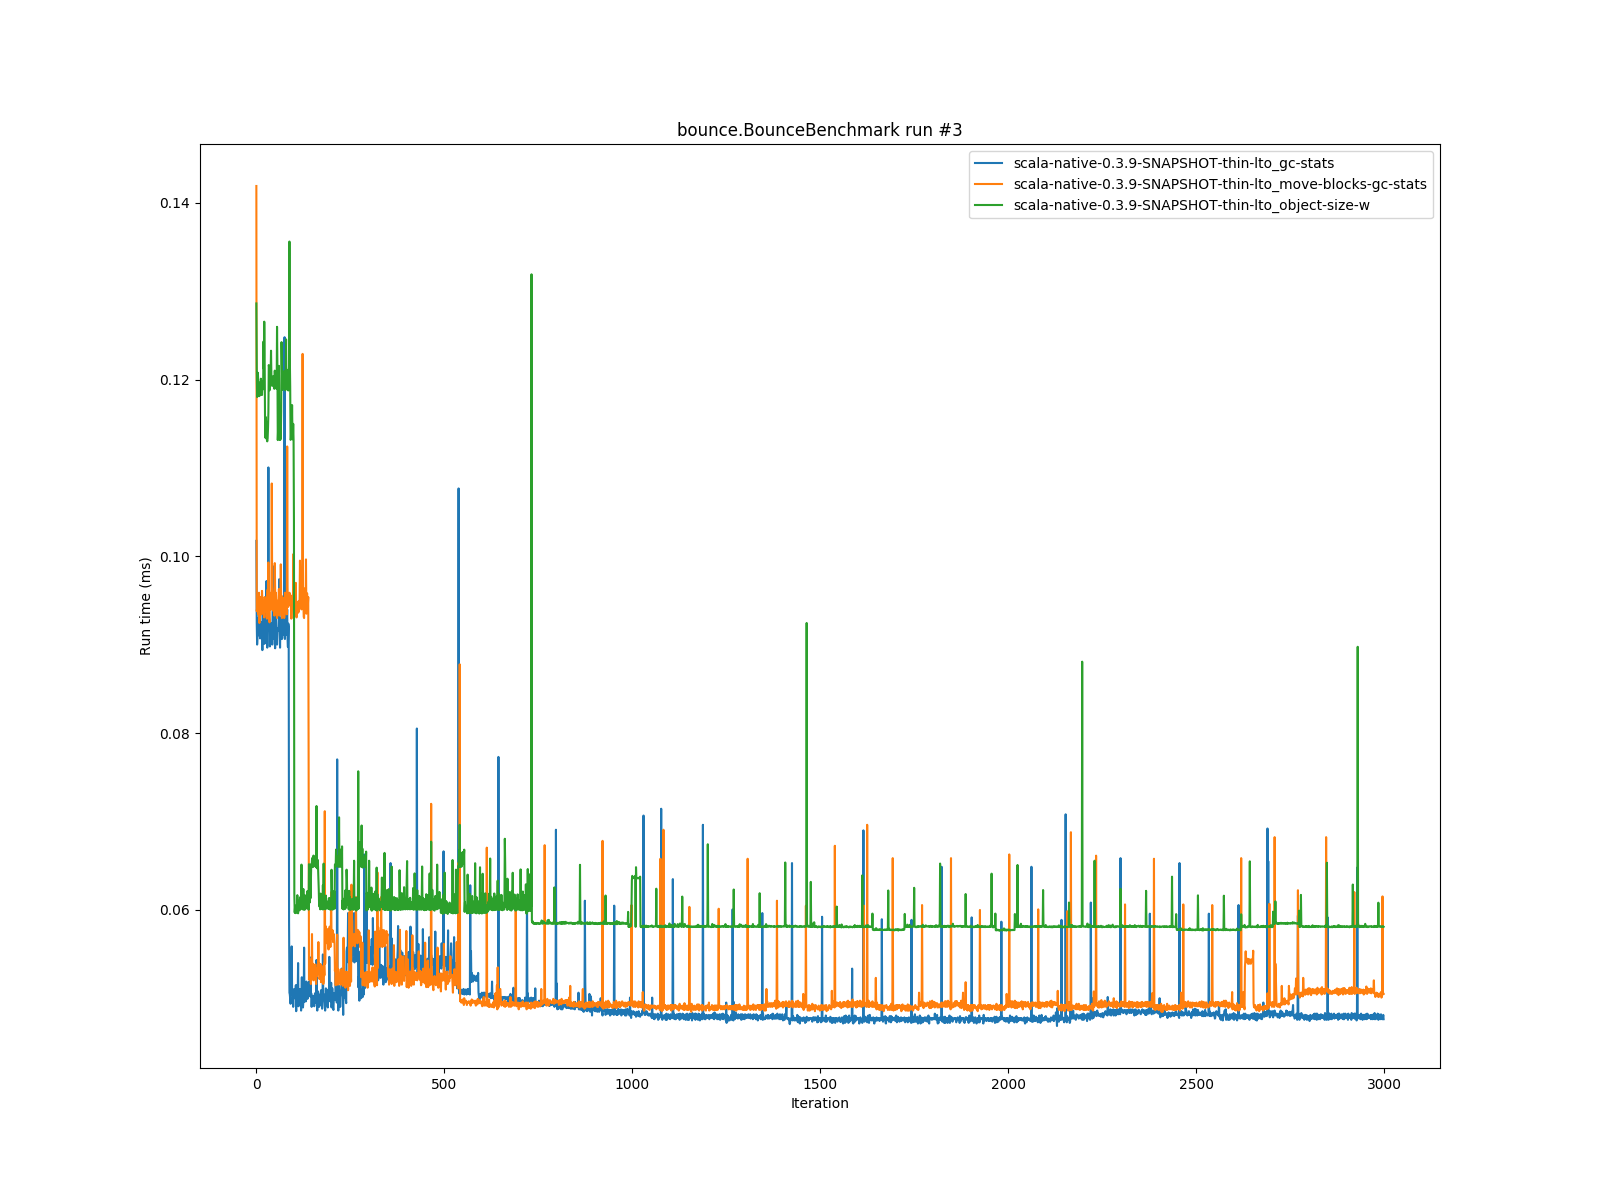 bounce.BounceBenchmark run #3
scala-native-0.3.9-SNAPSHOT-thin-lto_gc-stats
scala-native-0.3.9-SNAPSHOT-thin-lto_move-blocks-gc-stats
scala-native-0.3.9-SNAPSHOT-thin-lto_object-size-w
0.14
0.12
0.10
0.08
0.06
Run time (ms)
0 500 1000 1500 2000 2500 3000
Iteration